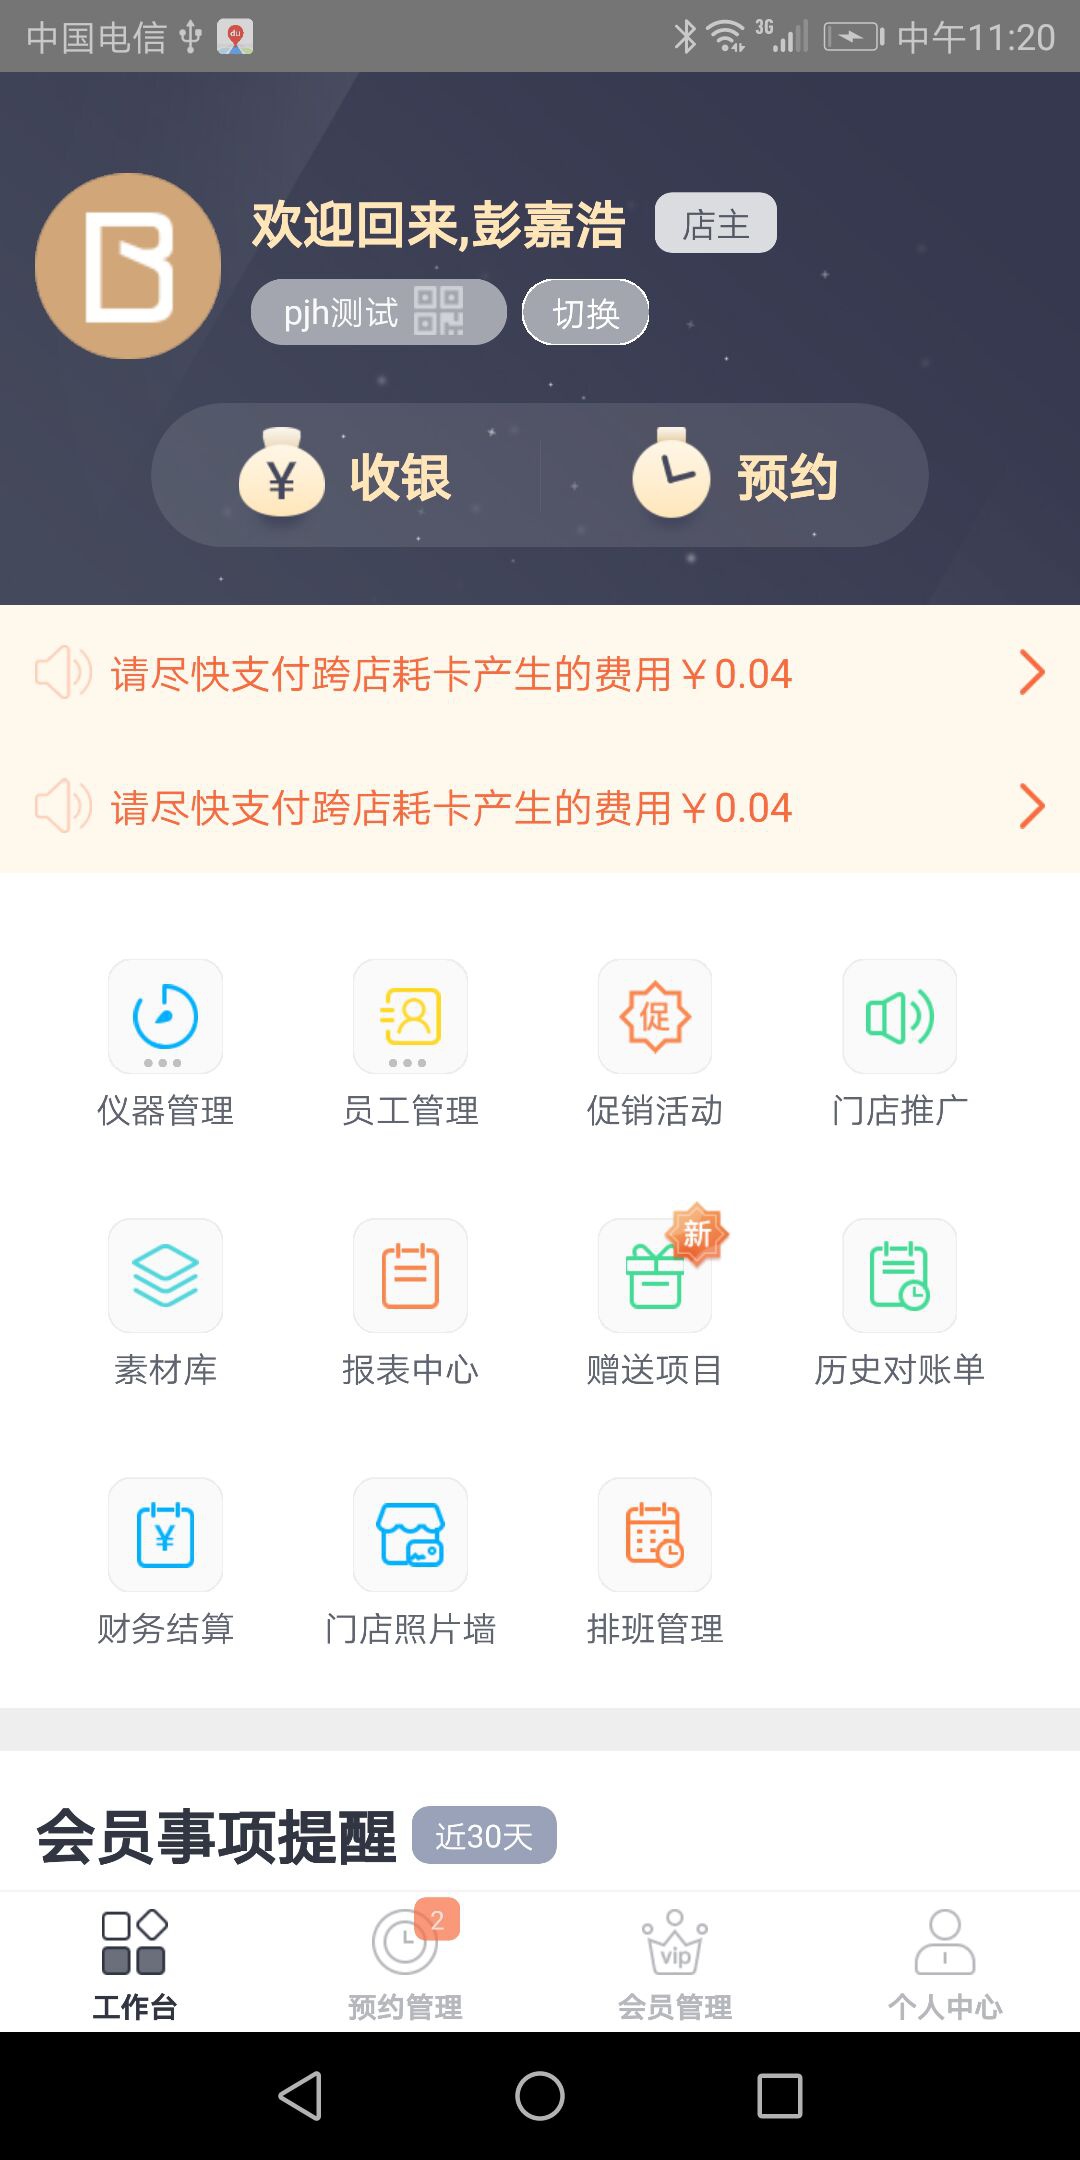 中国电信
3G
中午11:20
欢迎回来,彭嘉浩 店主
pjh测试 切换
收银 预约
请尽快支付跨店耗卡产生的费用￥0.04
请尽快支付跨店耗卡产生的费用￥0.04
促
仪器管理 员工管理 促销活动 门店推广
新
素材库 报表中心 赠送项目 历史对账单
财务结算 门店照片墙 排班管理
会员事项提醒 近30天
2
vip
工作台 预约管理 会员管理 个人中心